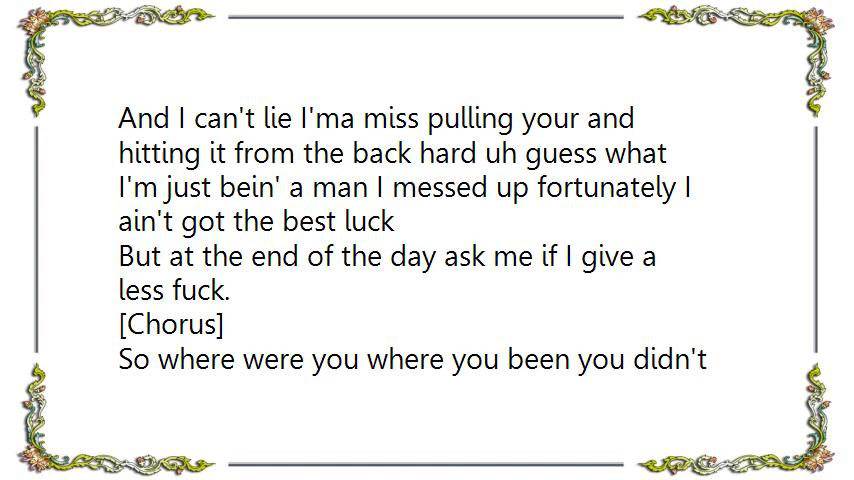 And I can't lie I'ma miss pulling your and
hitting it from the back hard uh guess what
I'm just bein' a man I messed up fortunately I
ain't got the best luck
But at the end of the day ask me if I give a
less fuck.
[Chorus]
So where were you where you been you didn't